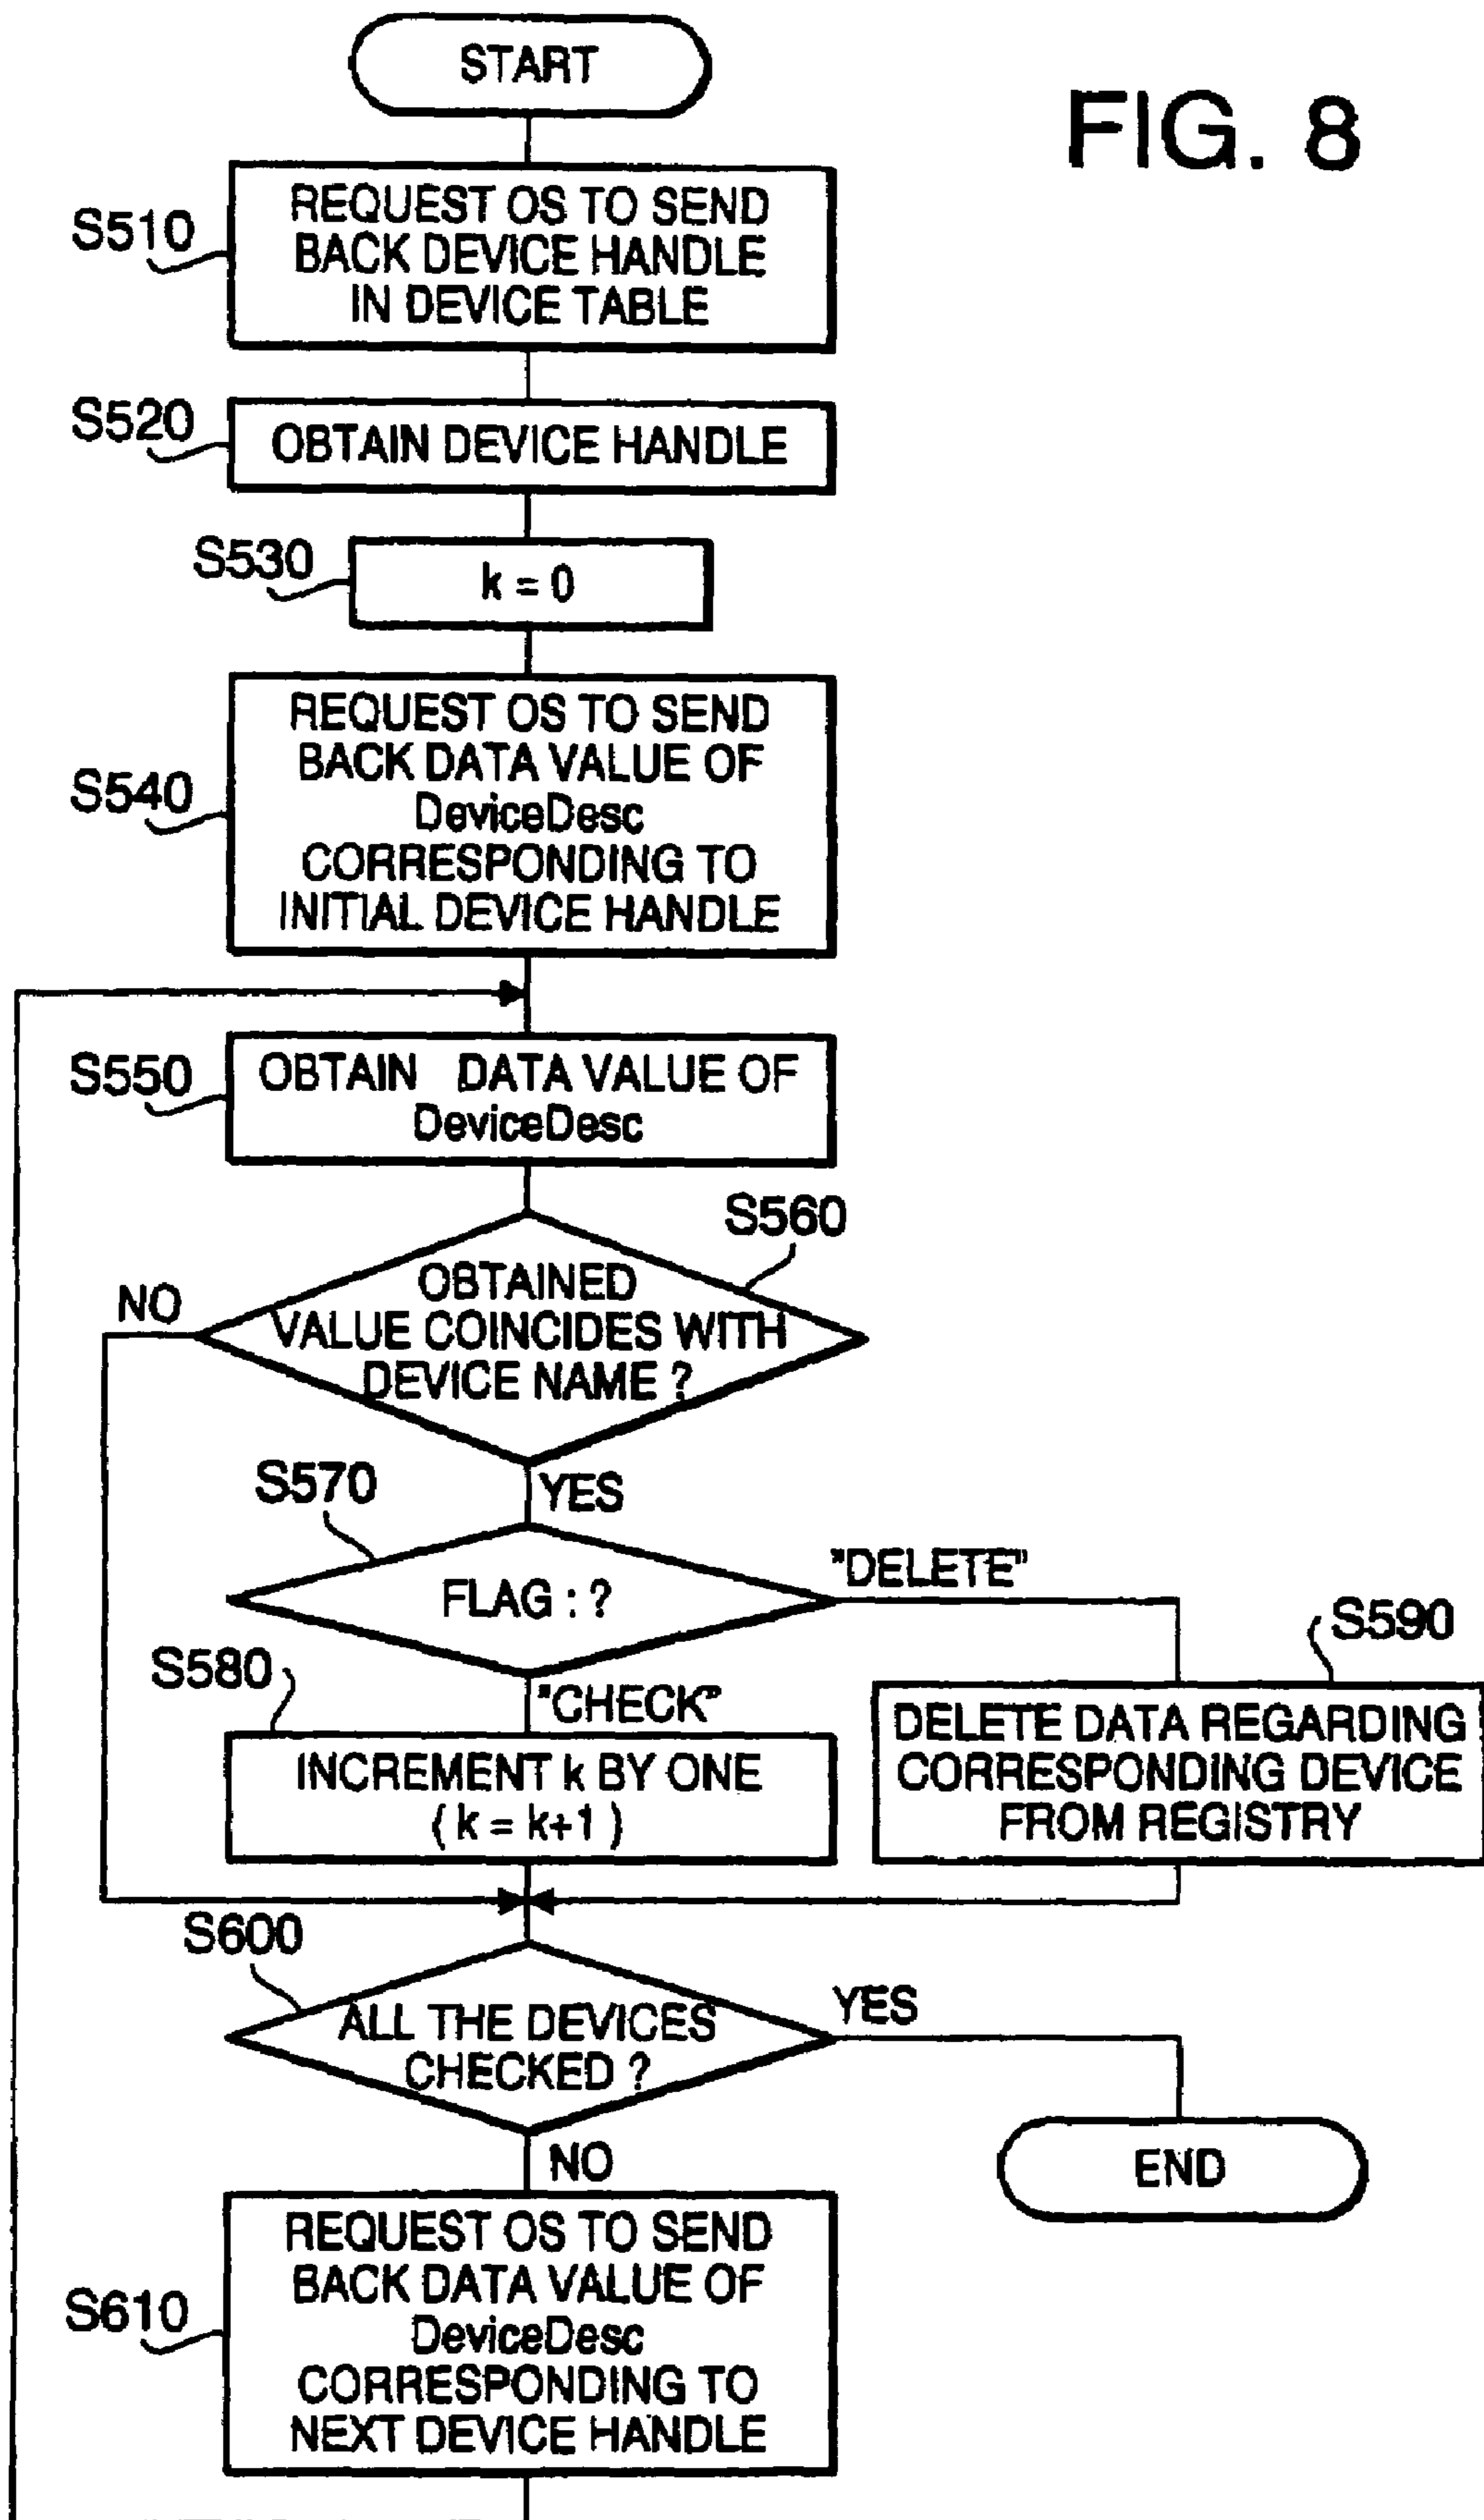 START
FIG. 8
S510
REQUEST OS TO SEND
BACK DEVICE HANDLE
IN DEVICE TABLE
S520
OBTAIN DEVICE HANDLE
S530
k = 0
S540
REQUEST OS TO SEND
BACK DATA VALUE OF
DeviceDesc
CORRESPONDING TO
INITIAL DEVICE HANDLE
S550
OBTAIN DATA VALUE OF
DeviceDesc
S560
OBTAINED
VALUE COINCIDES WITH
DEVICE NAME ?
NO
YES
S570
FLAG : ?
"DELETE"
"CHECK"
S580
INCREMENT k BY ONE
( k = k+1 )
S590
DELETE DATA REGARDING
CORRESPONDING DEVICE
FROM REGISTRY
S600
ALL THE DEVICES
CHECKED ?
YES
NO
END
S610
REQUEST OS TO SEND
BACK DATA VALUE OF
DeviceDesc
CORRESPONDING TO
NEXT DEVICE HANDLE